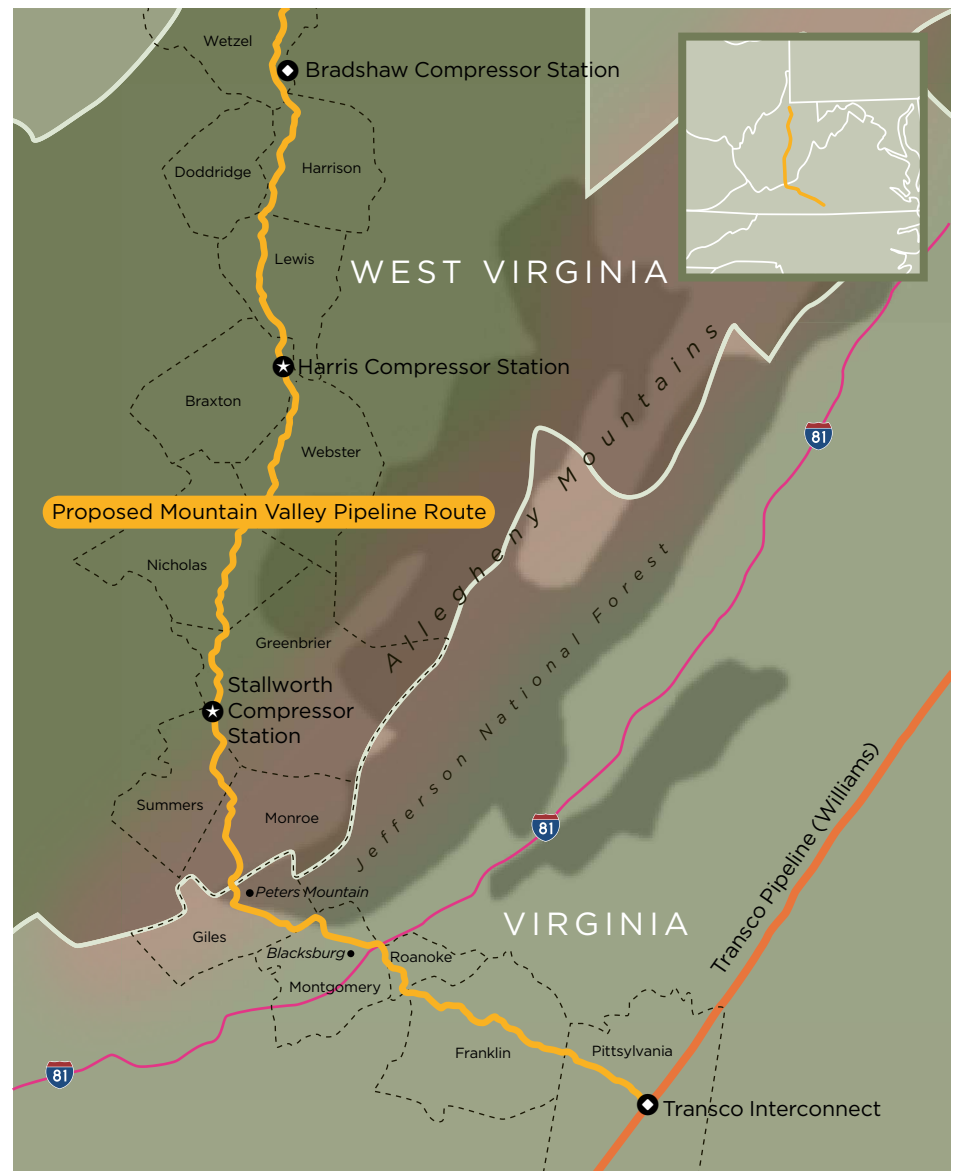 Wetzel
Bradshaw Compressor Station
Doddridge
Harrison
Lewis
WEST VIRGINIA
Harris Compressor Station
Braxton
81
Webster
Proposed Mountain Valley Pipeline Route
Allegheny Mountains
Nicholas
Jefferson National Forest
Greenbrier
Stallworth
Compressor
Station
Summers
Monroe
81
Transco Pipeline (Williams)
Peters Mountain
VIRGINIA
Giles
Blacksburg
Roanoke
Montgomery
Franklin
Pittsylvania
81
Transco Interconnect